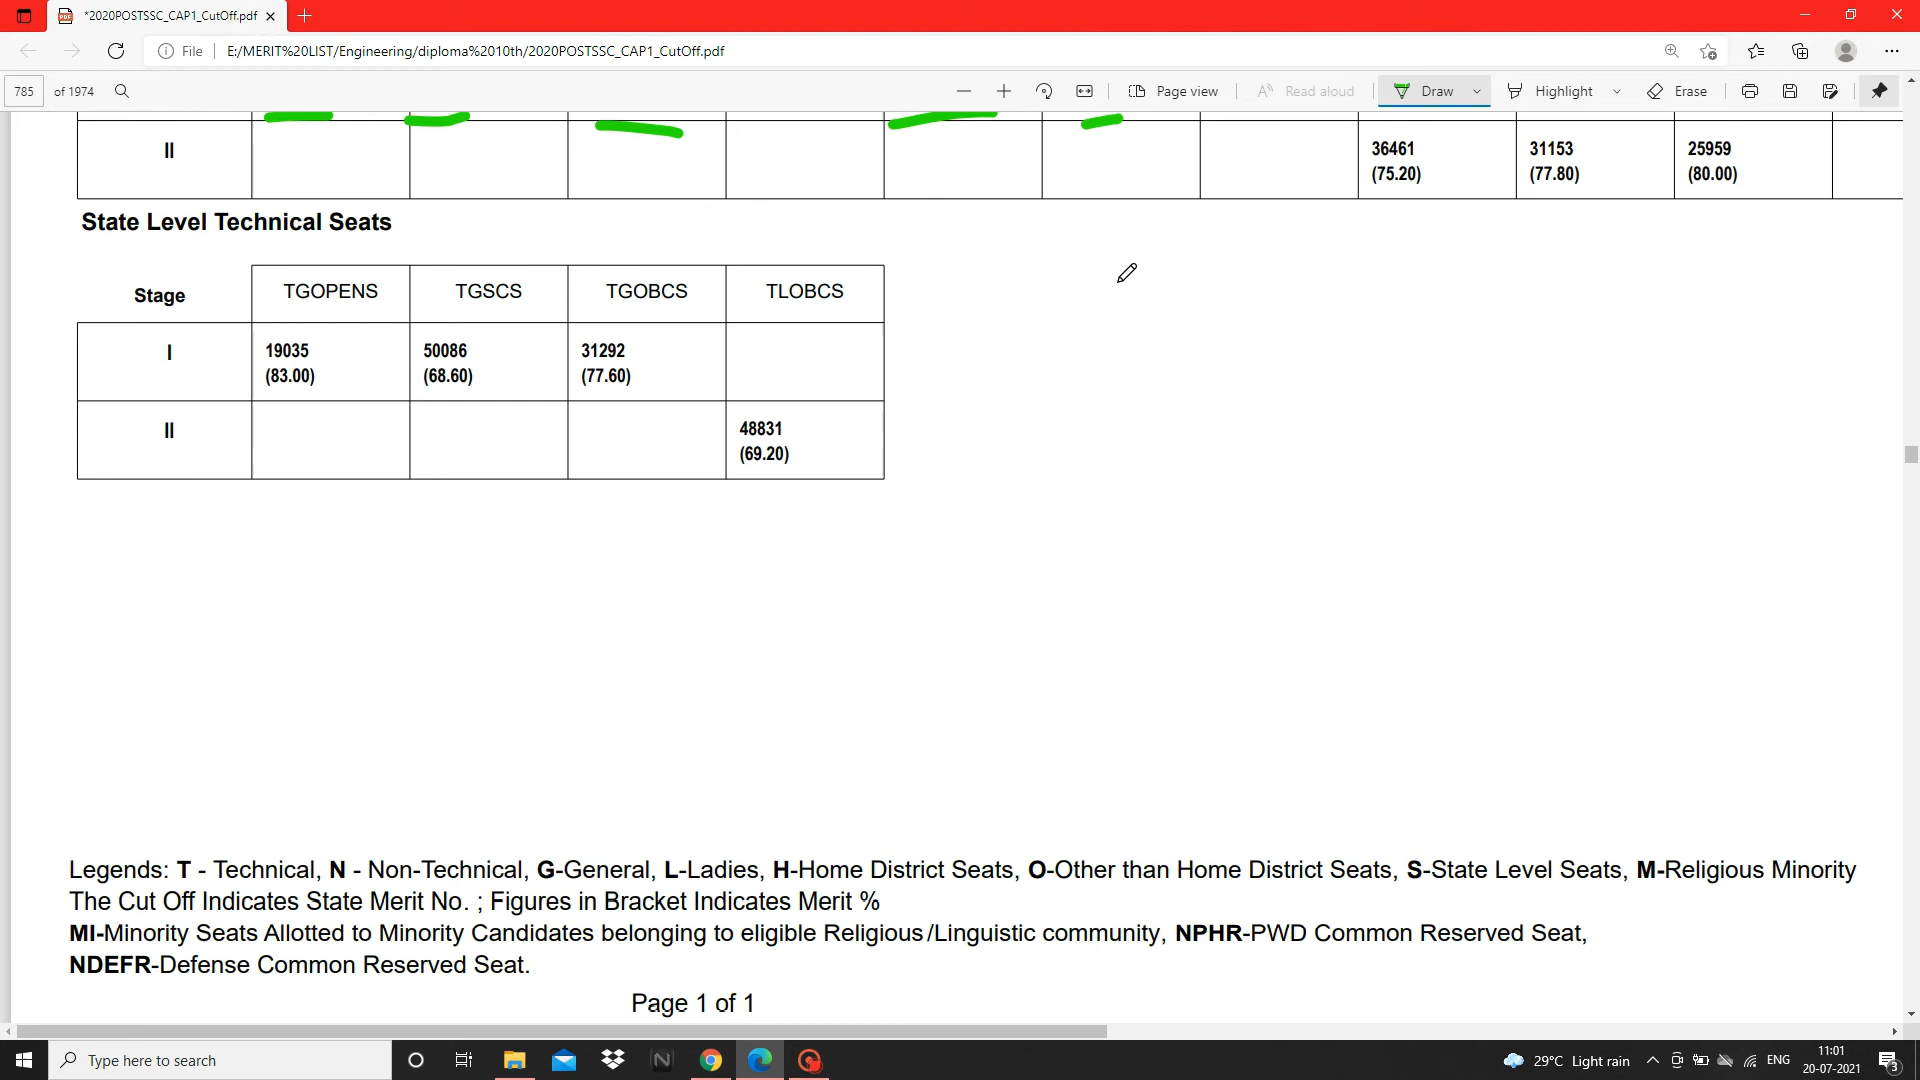 *2020POSTSSC_CAP1_CutOff.pdf
File E:/MERIT%20LIST/Engineering/diploma%2010th/2020POSTSSC_CAP1_CutOff.pdf
785 of 1974 Page view Read aloud Draw Highlight Erase
II 36461 31153 25959
(75.20) (77.80) (80.00)
State Level Technical Seats
Stage TGOPENS TGSCS TGOBCS TLOBCS
I 19035 50086 31292
(83.00) (68.60) (77.60)
II 48831
(69.20)
Legends: T - Technical, N - Non-Technical, G-General, L-Ladies, H-Home District Seats, O-Other than Home District Seats, S-State Level Seats, M-Religious Minority
The Cut Off Indicates State Merit No. ; Figures in Bracket Indicates Merit %
MI-Minority Seats Allotted to Minority Candidates belonging to eligible Religious/Linguistic community, NPHR-PWD Common Reserved Seat,
NDEFR-Defense Common Reserved Seat.
Page 1 of 1
Type here to search 29°C Light rain ENG 11:01
20-07-2021 3